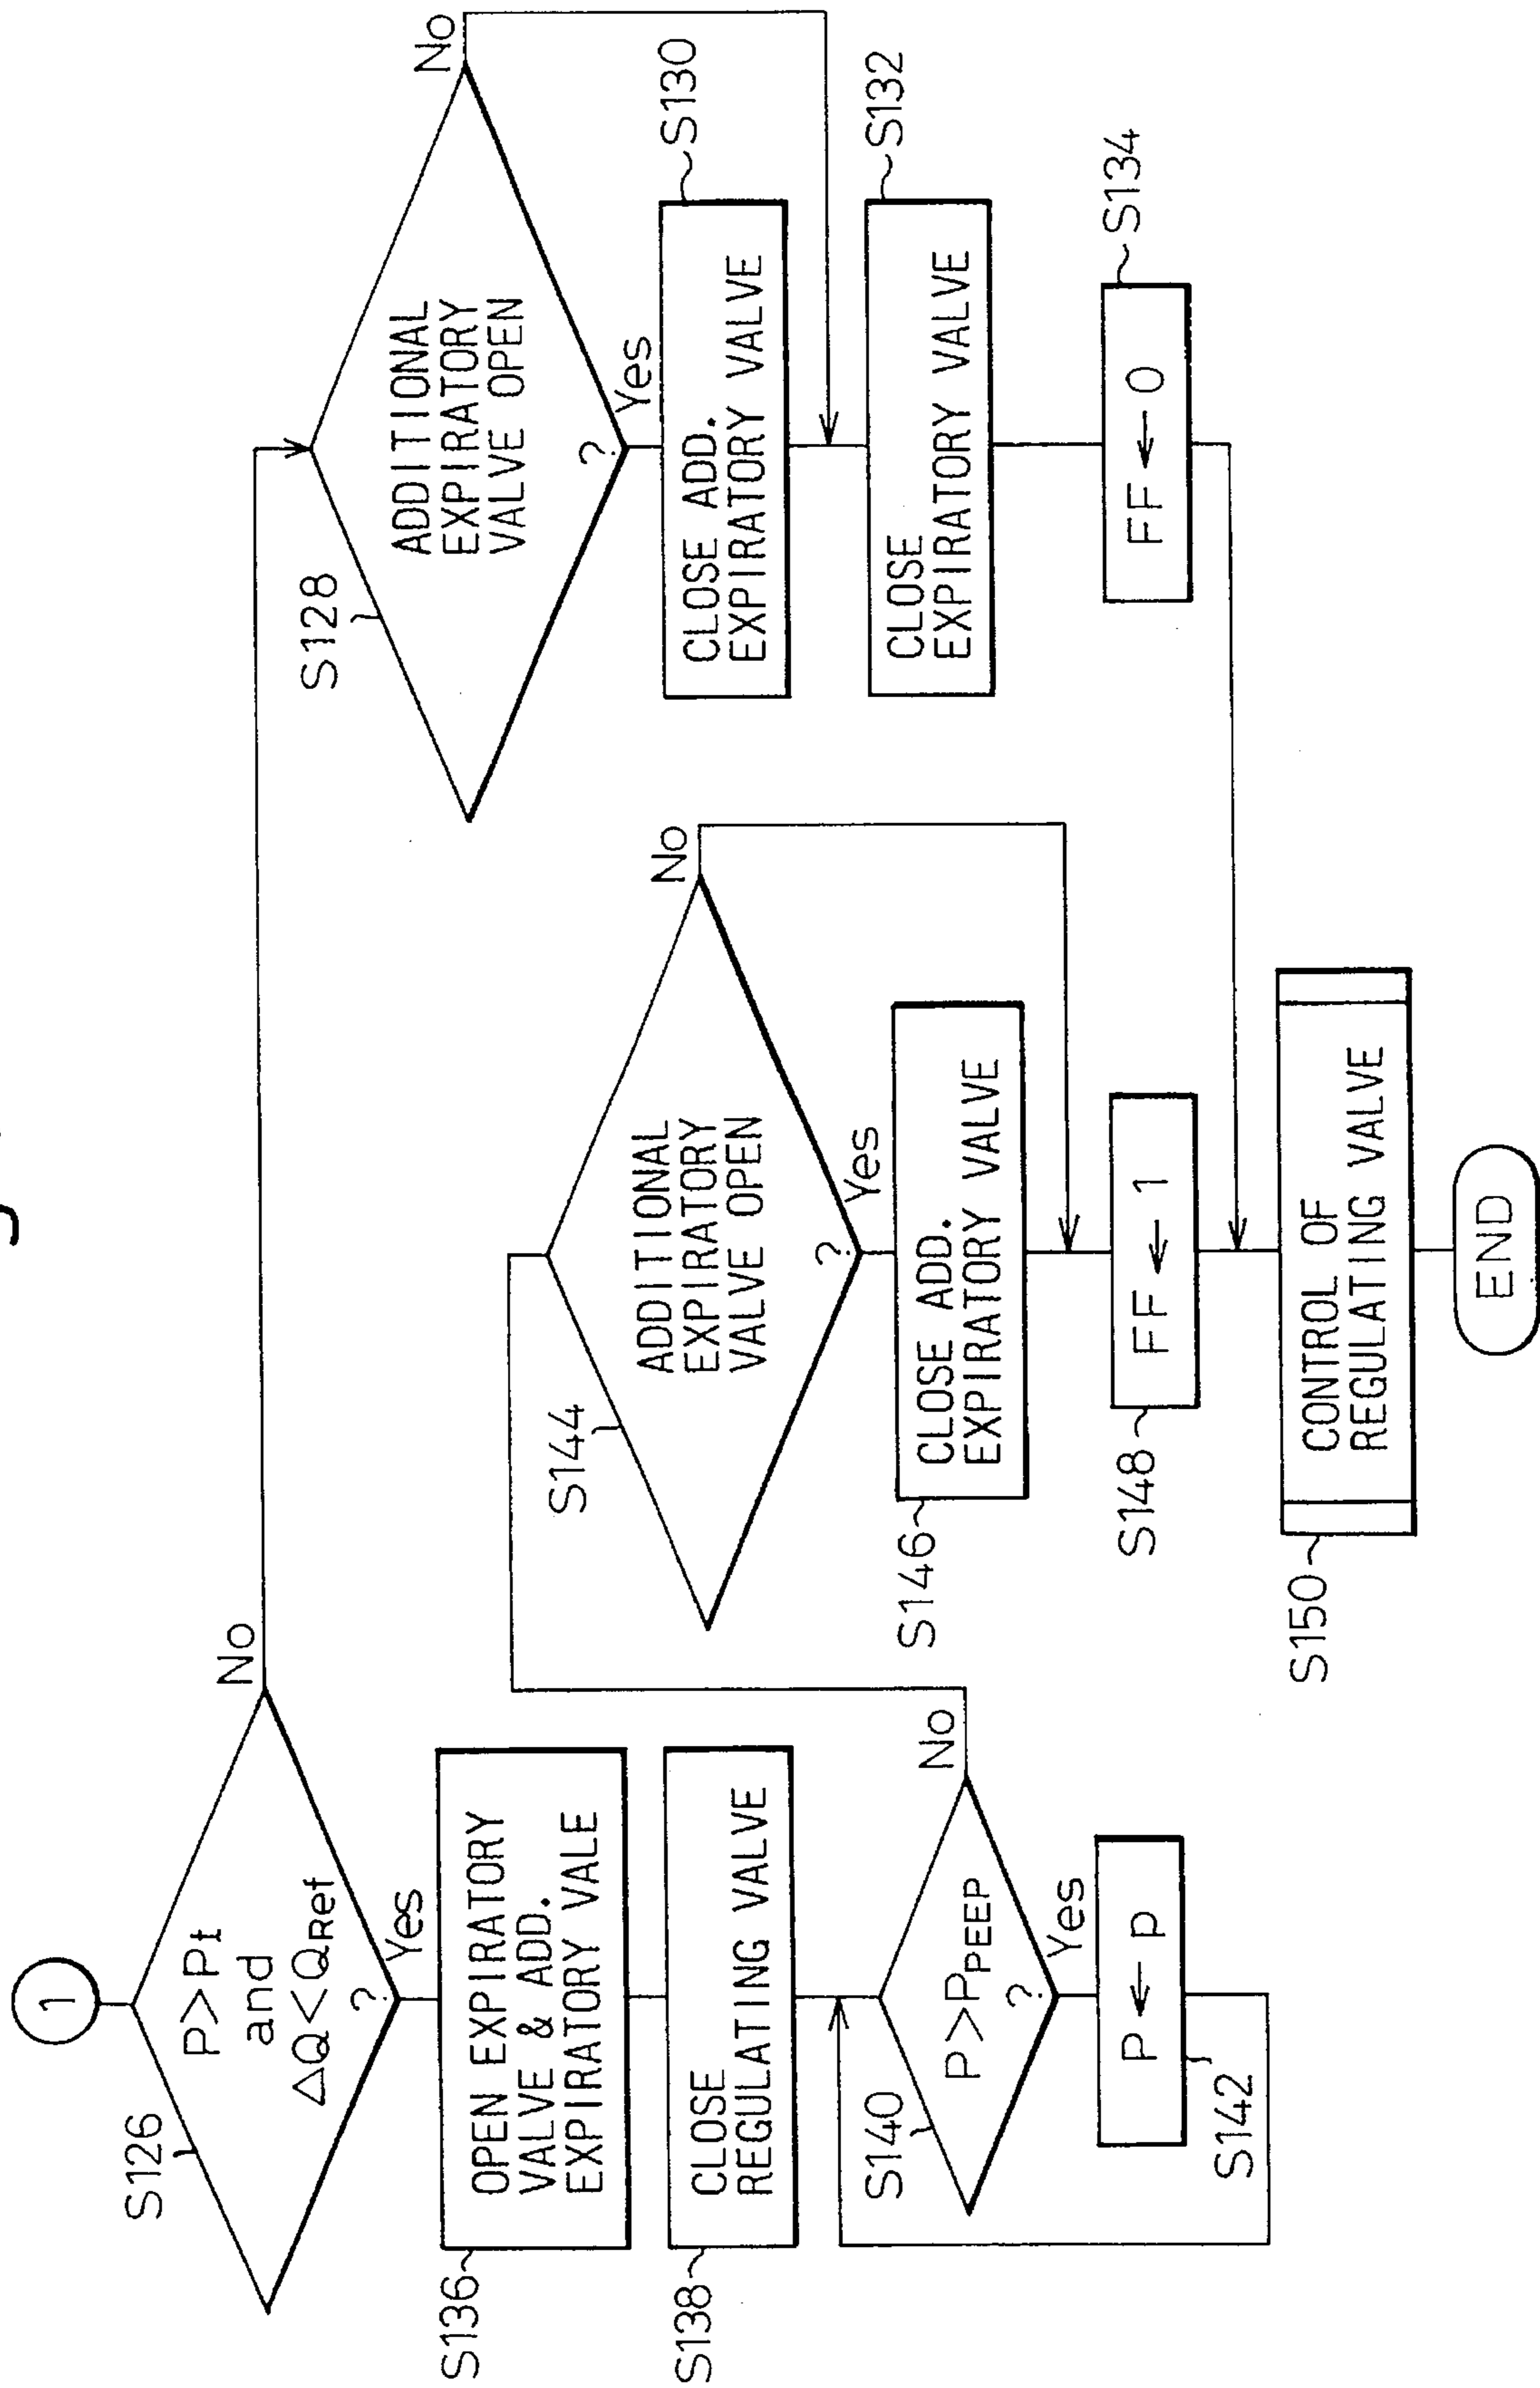 1
S126
P>PI
and
ΔQ<QRef
?
No
Yes
S136
OPEN EXPIRATORY
VALVE & ADD.
EXPIRATORY VALE
S138
CLOSE
REGULATING VALVE
S140
P>PPEEP
?
No
Yes
P ← p
S142
S144
ADDITIONAL
EXPIRATORY
VALVE OPEN
?
No
Yes
S146
CLOSE ADD.
EXPIRATORY VALVE
S148
FF ← 1
S150
CONTROL OF
REGULATING VALVE
END
S128
ADDITIONAL
EXPIRATORY
VALVE OPEN
?
No
Yes
CLOSE ADD.
EXPIRATORY VALVE
S130
CLOSE
EXPIRATORY VALVE
S132
FF ← 0
S134